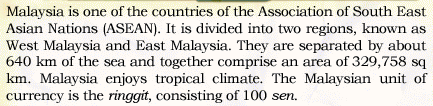 Malaysia is one of the countries of the Association of South East
Asian Nations (ASEAN). It is divided into two regions, known as
West Malaysia and East Malaysia. They are separated by about
640 km of the sea and together comprise an area of 329,758 sq
km. Malaysia enjoys tropical climate. The Malaysian unit of
currency is the ringgit, consisting of 100 sen.